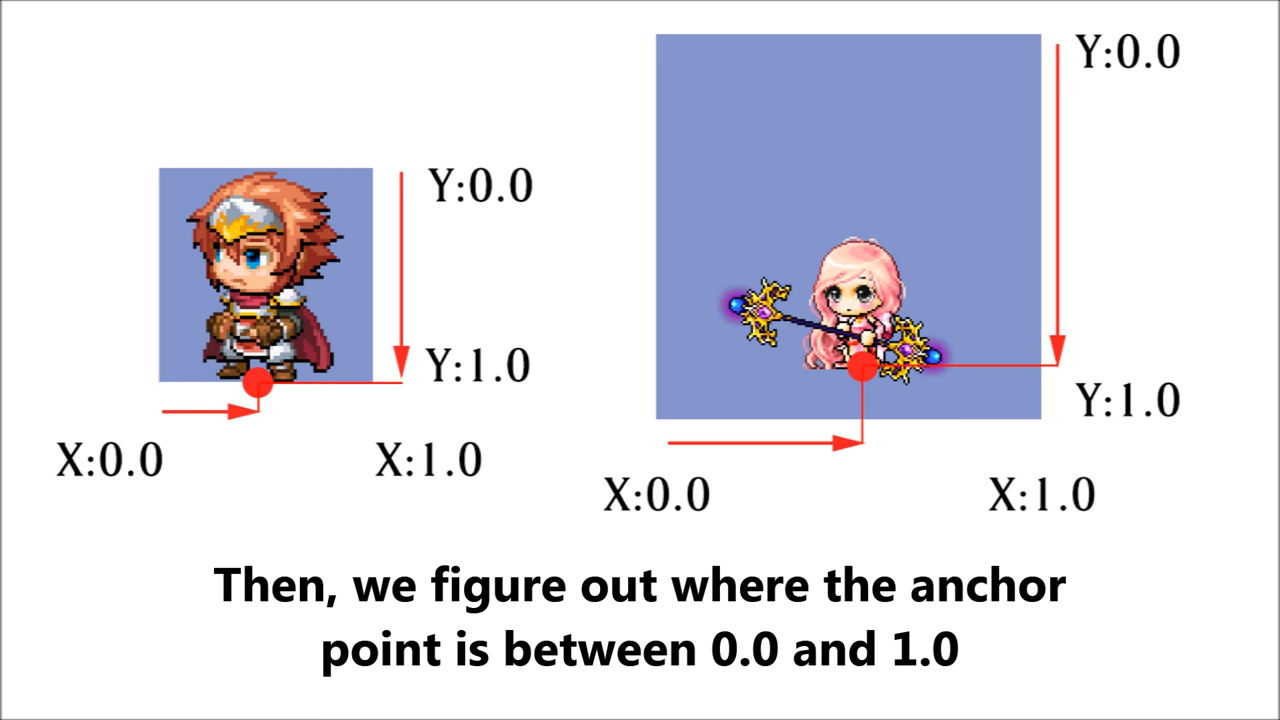 Y:0.0
Y:1.0
X:0.0
X:1.0
Y:0.0
Y:1.0
X:0.0
X:1.0
Then, we figure out where the anchor
point is between 0.0 and 1.0